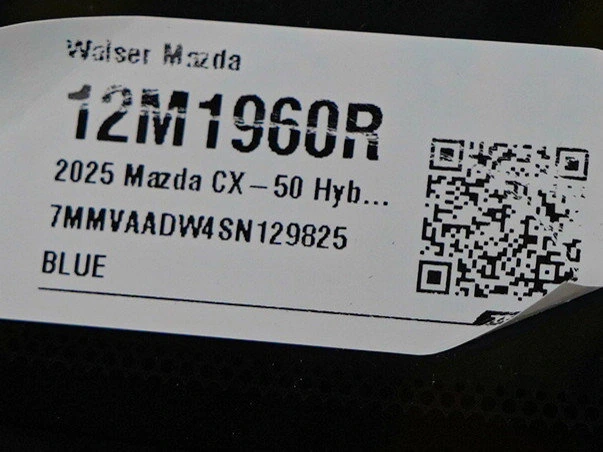 Walser Mazda
12M1960R
2025 Mazda CX-50 Hyb...
7MMVAADW4SN129825
BLUE